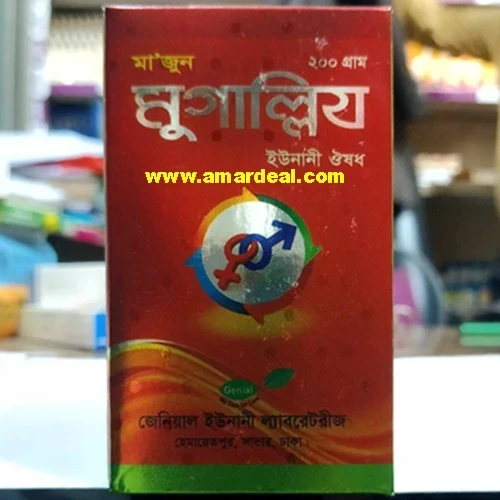 মা'জুন ২০০ গ্রাম
মুগাল্লিয
ইউনানী ঔষধ
www.amardeal.com
Genial
জেনিয়াল ইউনানী ল্যাবরেটরীজ
হেমায়েতপুর, সাভার, ঢাকা।